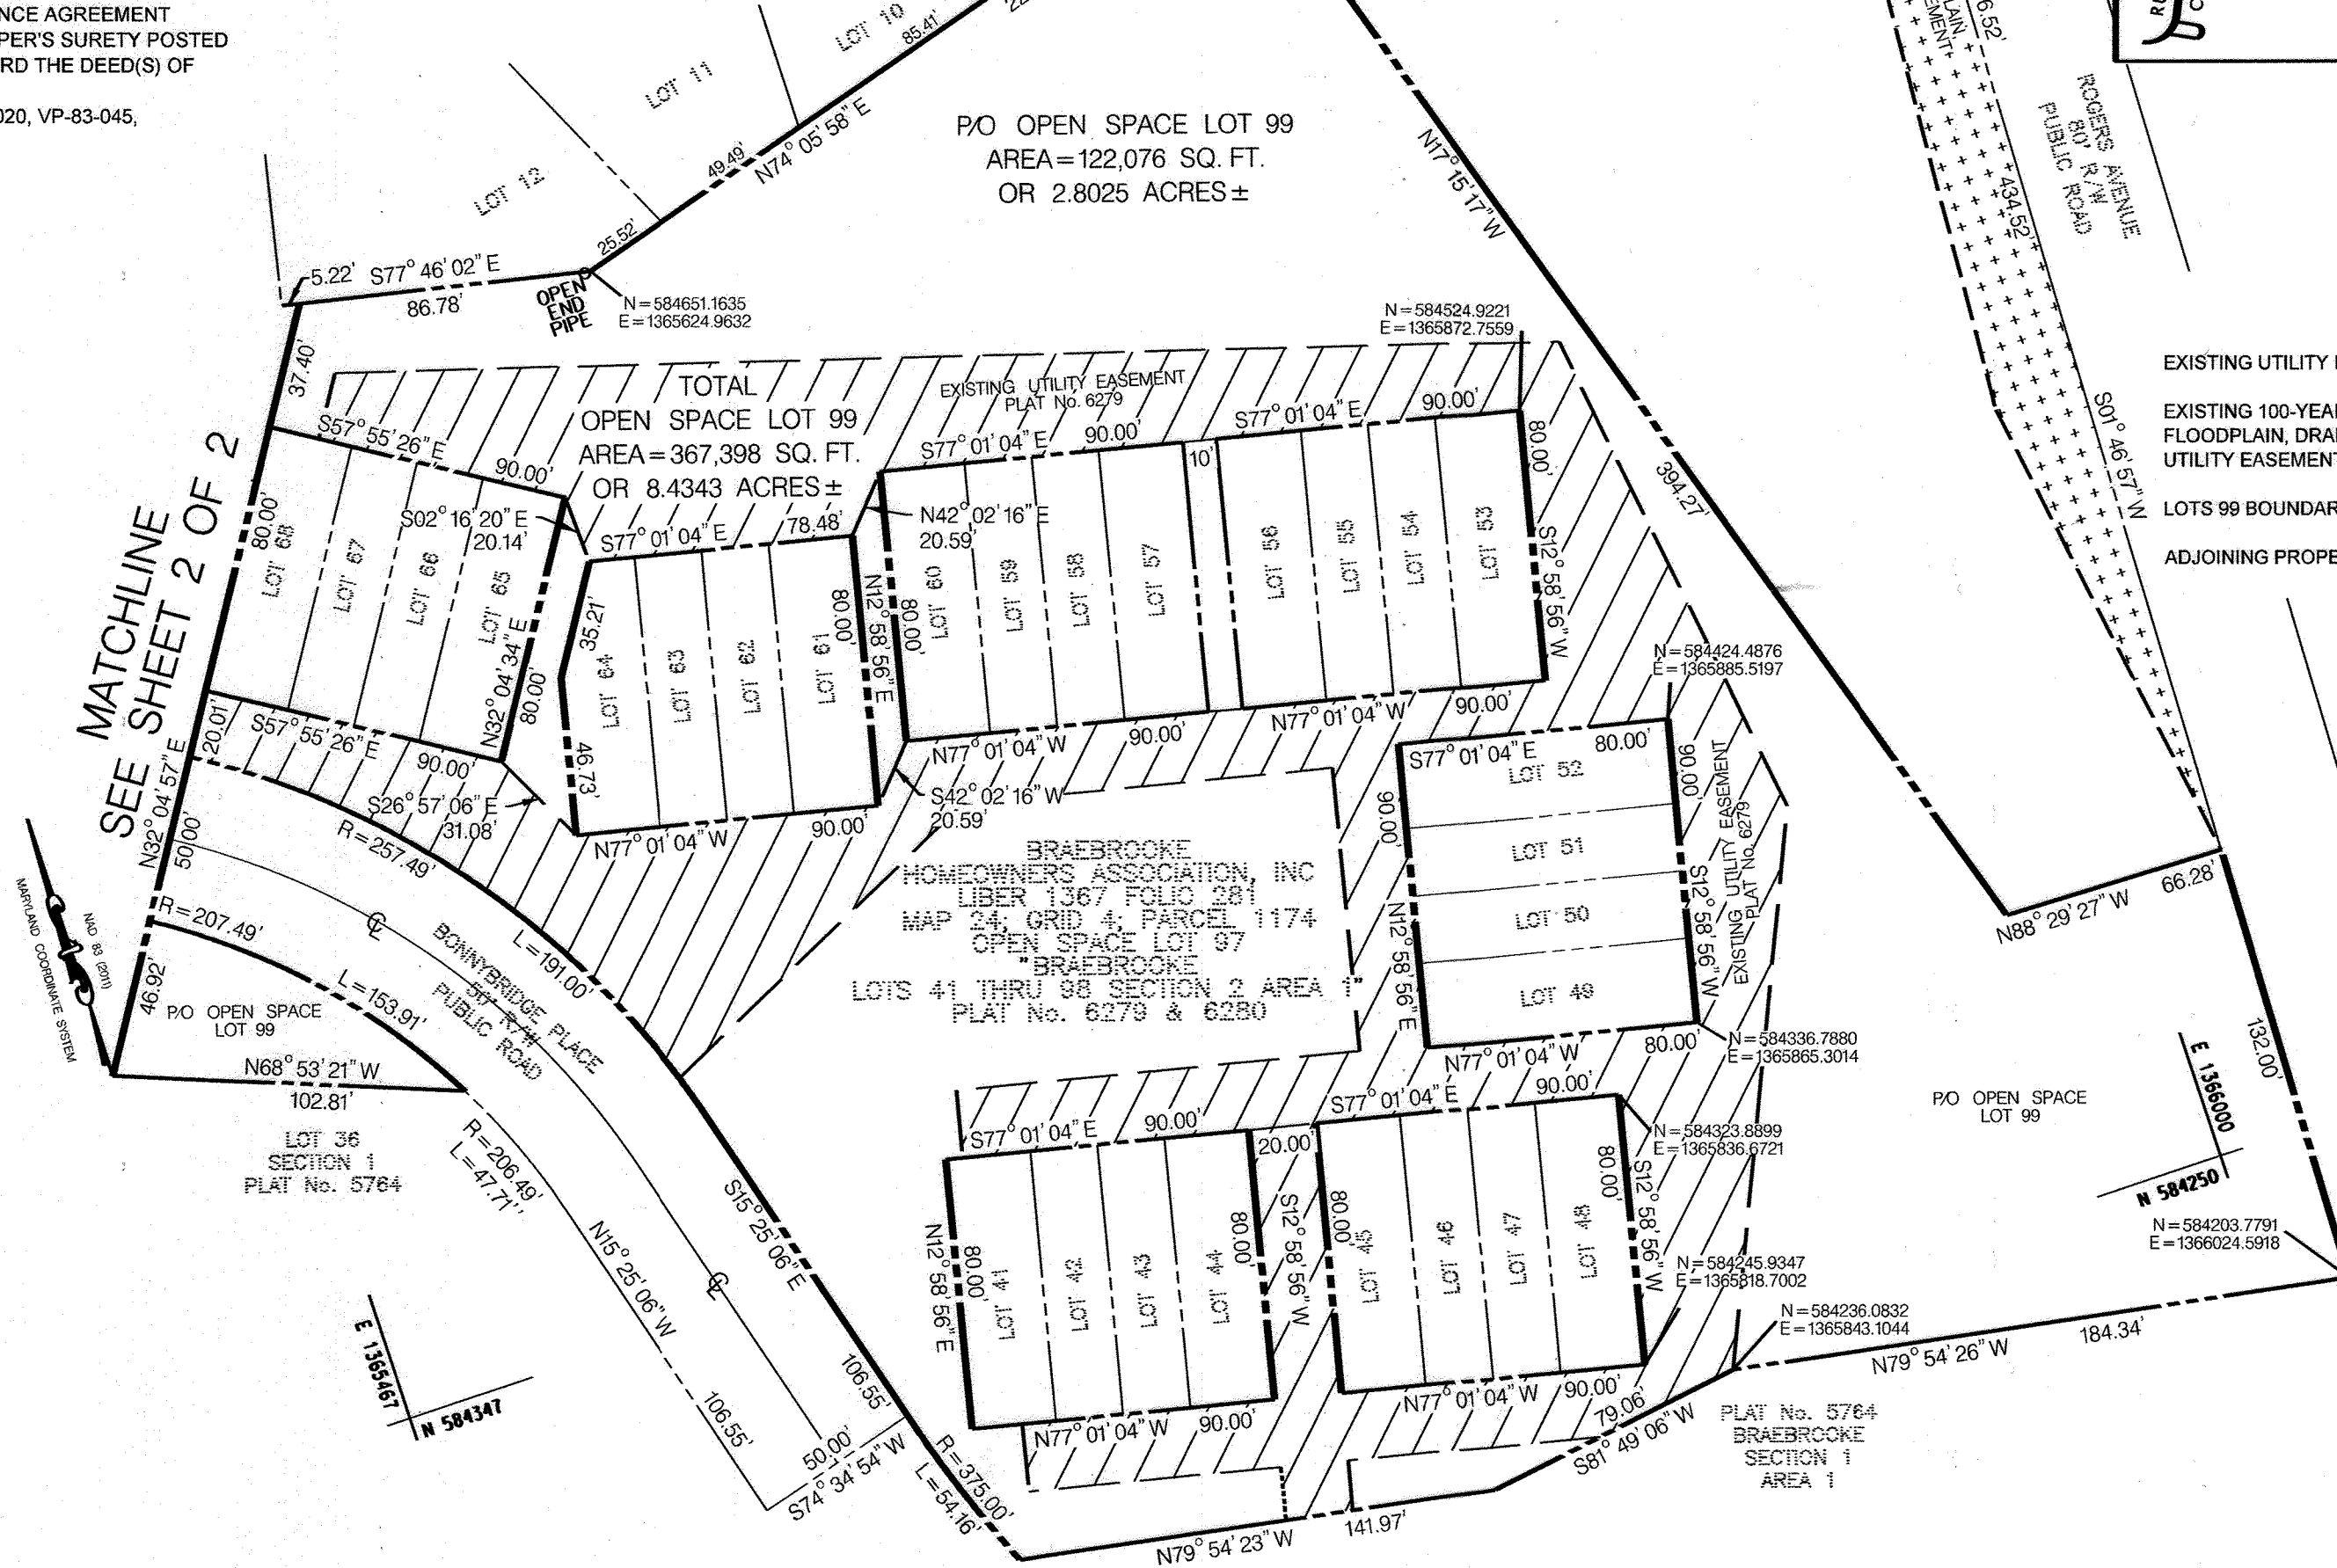 NCE AGREEMENT
PER'S SURETY POSTED
RD THE DEED(S) OF
020, VP-83-045,
LOT 10
85.41'
LOT 11
49.49'
N74°05'58"E
LOT 12
25.52'
5.22' S77°46'02"E
86.78'
OPEN
END
PIPE
N=584651.1635
E=1365624.9632
P/O OPEN SPACE LOT 99
AREA=122,076 SQ. FT.
OR 2.8025 ACRES±
N17°15'17"W
394.27'
6.52'
434.52'
S01°46'57"W
ROGERS AVENUE
80' R/W
PUBLIC ROAD
EXISTING UTILITY
EXISTING 100-YEA
FLOODPLAIN, DRA
UTILITY EASEMENT
LOTS 99 BOUNDAR
ADJOINING PROPE
MATCHLINE
SEE SHEET 2 OF 2
37.40'
S57°55'26"E
90.00'
80.00'
LOT 68
LOT 67
LOT 66
LOT 65
N32°04'34"E
80.00'
TOTAL
OPEN SPACE LOT 99
AREA=367,398 SQ. FT.
OR 8.4343 ACRES±
EXISTING UTILITY EASEMENT
PLAT No. 6279
N=584524.9221
E=1365872.7559
S02°16'20"E
20.14'
S77°01'04"E
78.48'
35.21'
46.73'
LOT 64
LOT 63
LOT 62
LOT 61
80.00'
N12°58'56"E
N77°01'04"W
90.00'
N42°02'16"E
20.59'
S77°01'04"E
90.00'
10'
80.00'
LOT 60
LOT 59
LOT 58
LOT 57
N77°01'04"W
90.00'
S77°01'04"E
90.00'
80.00'
LOT 56
LOT 55
LOT 54
LOT 53
S12°58'56"W
N77°01'04"W
90.00'
S42°02'16"W
20.59'
20.01'
S57°55'26"E
90.00'
S26°57'06"E
31.08'
N32°04'57"E
50.00'
R=257.49'
L=191.00'
R=207.49'
L=153.91'
46.92'
P/O OPEN SPACE
LOT 99
N68°53'21"W
102.81'
MARYLAND COORDINATE SYSTEM
NAD 83 (2011)
BONNYBRIDGE PLACE
50' R/W
PUBLIC ROAD
LOT 36
SECTION 1
PLAT No. 5764
R=206.49'
L=47.71'
N15°25'06"W
106.55'
S15°25'06"E
106.55'
50.00'
S74°34'54"W
R=375.00'
L=54.16'
E 1365467
N 584347
BRAEBROOKE
HOMEOWNERS ASSOCIATION, INC
LIBER 1367 FOLIO 281
MAP 24; GRID 4; PARCEL 1174
OPEN SPACE LOT 97
"BRAEBROOKE
LOTS 41 THRU 98 SECTION 2 AREA 1"
PLAT No. 6279 & 6280
N=584424.4876
E=1365885.5197
S77°01'04"E
80.00'
LOT 52
LOT 51
LOT 50
LOT 49
90.00'
N12°58'56"E
90.00'
S12°58'56"W
EXISTING UTILITY EASEMENT
PLAT No. 6279
N77°01'04"W
80.00'
N=584336.7880
E=1365865.3014
S77°01'04"E
90.00'
N12°58'56"E
80.00'
LOT 41
LOT 42
LOT 43
LOT 44
80.00'
N77°01'04"W
90.00'
20.00'
S12°58'56"W
S77°01'04"E
90.00'
80.00'
LOT 45
LOT 46
LOT 47
LOT 48
80.00'
S12°58'56"W
N77°01'04"W
90.00'
N=584323.8899
E=1365836.6721
N=584245.9347
E=1365818.7002
N=584236.0832
E=1365843.1044
N79°54'23"W
141.97'
79.06'
S81°49'06"W
PLAT No. 5764
BRAEBROOKE
SECTION 1
AREA 1
N79°54'26"W
184.34'
N88°29'27"W
66.28'
132.00'
P/O OPEN SPACE
LOT 99
E 1366000
N 584250
N=584203.7791
E=1366024.5918